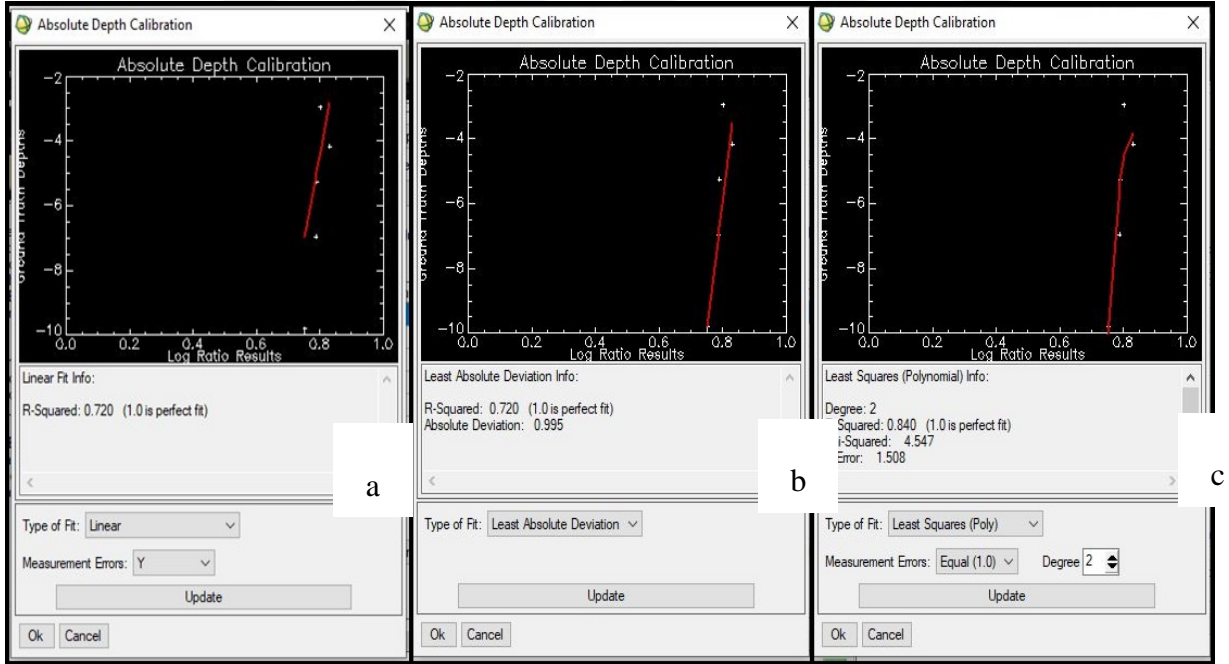 Absolute Depth Calibration
Absolute Depth Calibration
Ground Truth Depths
-2
-4
-6
-8
-10
0.0 0.2 0.4 0.6 0.8 1.0
Log Ratio Results
Linear Fit Info:
R-Squared: 0.720 (1.0 is perfect fit)
a
Type of Fit: Linear
Measurement Errors: Y
Update
Ok Cancel
Absolute Depth Calibration
Absolute Depth Calibration
-2
-4
-6
-8
-10
0.0 0.2 0.4 0.6 0.8 1.0
Log Ratio Results
Least Absolute Deviation Info:
R-Squared: 0.720 (1.0 is perfect fit)
Absolute Deviation: 0.995
b
Type of Fit: Least Absolute Deviation
Update
Ok Cancel
Absolute Depth Calibration
Absolute Depth Calibration
Ground Truth Depths
-2
-4
-6
-8
-10
0.0 0.2 0.4 0.6 0.8 1.0
Log Ratio Results
Least Squares (Polynomial) Info:
Degree: 2
Squared: 0.840 (1.0 is perfect fit)
i-Squared: 4.547
Error: 1.508
c
Type of Fit: Least Squares (Poly)
Measurement Errors: Equal (1.0) Degree 2
Update
Ok Cancel